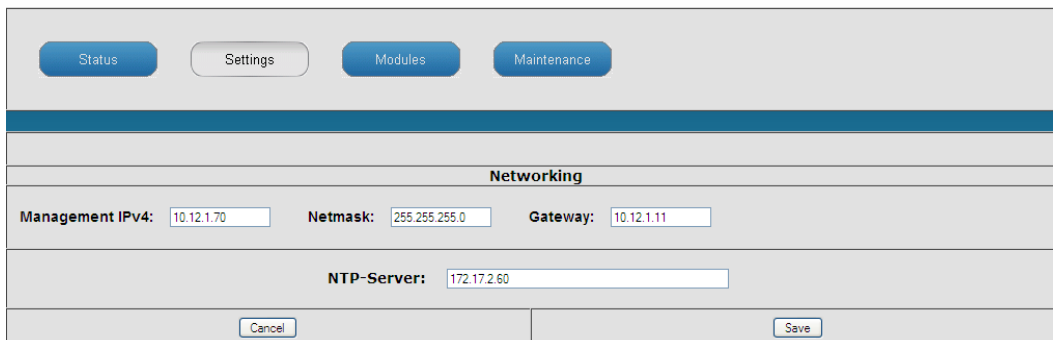 Status Settings Modules Maintenance
Networking
Management IPv4: 10.12.1.70 Netmask: 255.255.255.0 Gateway: 10.12.1.11
NTP-Server: 172.17.2.60
Cancel Save